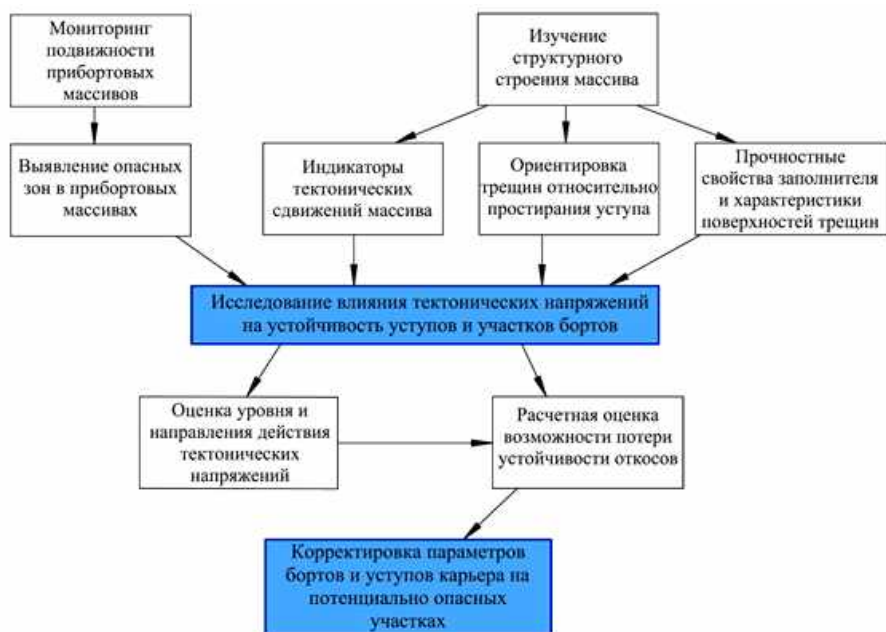 Мониторинг
подвижности
прибортовых
массивов
Изучение
структурного
строения массива
Выявление опасных
зон в прибортовых
массивах
Индикаторы
тектонических
сдвижений массива
Ориентировка
трещин относительно
простирания уступа
Прочностные
свойства заполнителя
и характеристики
поверхностей трещин
Исследование влияния тектонических напряжений
на устойчивость уступов и участков бортов
Оценка уровня и
направления действия
тектонических
напряжений
Расчетная оценка
возможности потери
устойчивости откосов
Корректировка параметров
бортов и уступов карьера на
потенциально опасных
участках